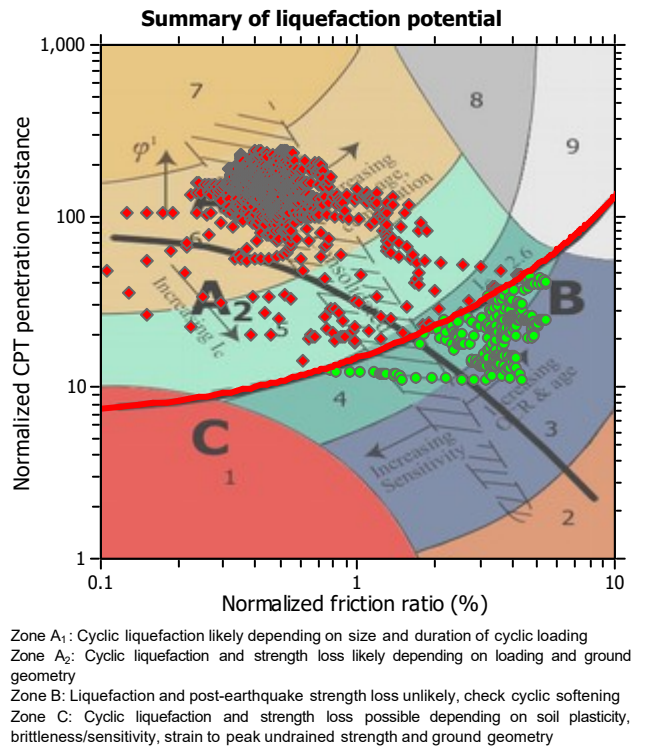 Summary of liquefaction potential
1,000
7
8
9
φ'
Increasing
100
6
2.6
A2
B
Increasing Ic
5
Normalized CPT penetration resistance
10
4
Increasing
OCR & age
C
Increasing
Sensitivity
3
1
2
1
0.1
1
10
Normalized friction ratio (%)
Zone A1: Cyclic liquefaction likely depending on size and duration of cyclic loading
Zone A2: Cyclic liquefaction and strength loss likely depending on loading and ground
geometry
Zone B: Liquefaction and post-earthquake strength loss unlikely, check cyclic softening
Zone C: Cyclic liquefaction and strength loss possible depending on soil plasticity,
brittleness/sensitivity, strain to peak undrained strength and ground geometry